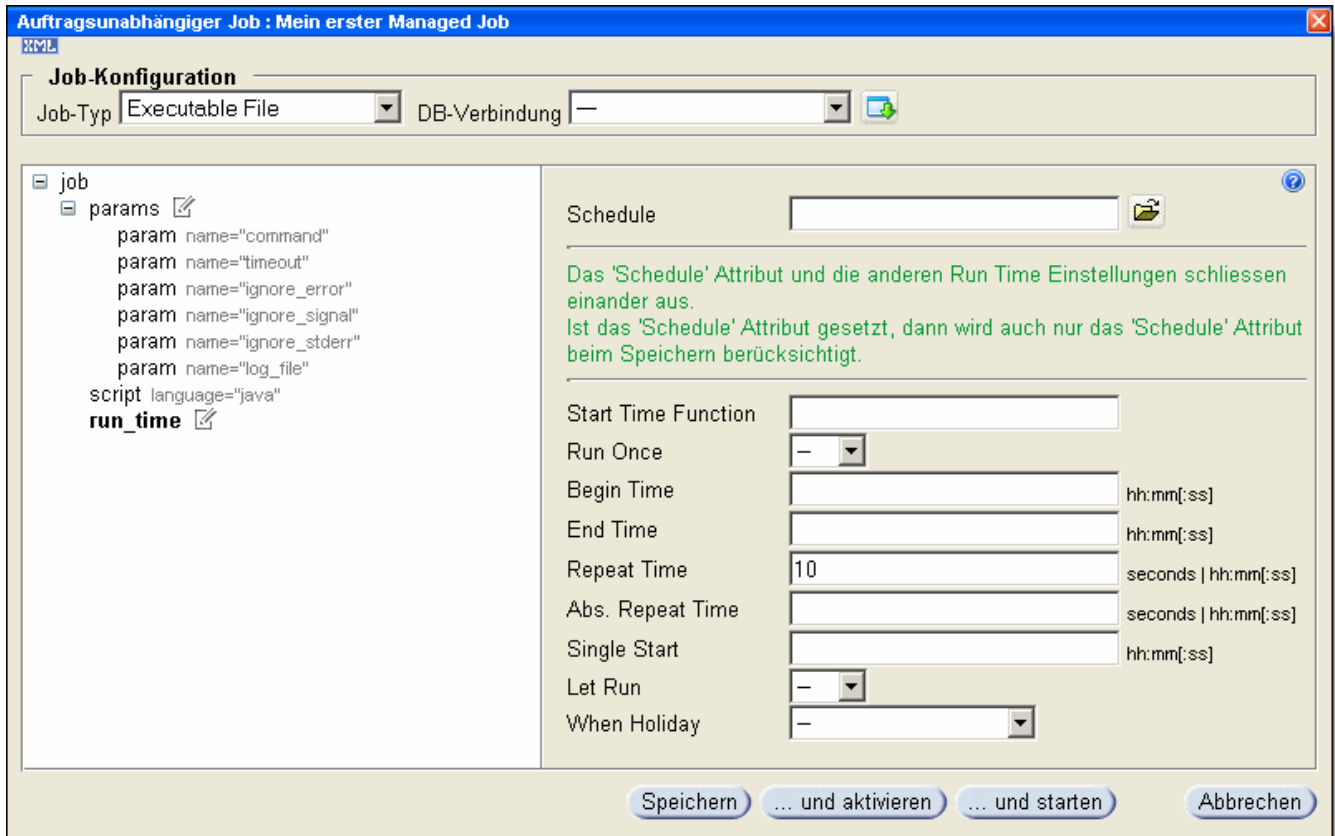 Auftragsunabhängiger Job : Mein erster Managed Job
XML
Job-Konfiguration
Job-Typ Executable File DB-Verbindung —
job
params
param name="command"
param name="timeout"
param name="ignore_error"
param name="ignore_signal"
param name="ignore_stderr"
param name="log_file"
script language="java"
run_time
Schedule
Das 'Schedule' Attribut und die anderen Run Time Einstellungen schliessen
einander aus.
Ist das 'Schedule' Attribut gesetzt, dann wird auch nur das 'Schedule' Attribut
beim Speichern berücksichtigt.
Start Time Function
Run Once —
Begin Time hh:mm[:ss]
End Time hh:mm[:ss]
Repeat Time 10 seconds | hh:mm[:ss]
Abs. Repeat Time seconds | hh:mm[:ss]
Single Start hh:mm[:ss]
Let Run —
When Holiday —
Speichern ... und aktivieren ... und starten Abbrechen